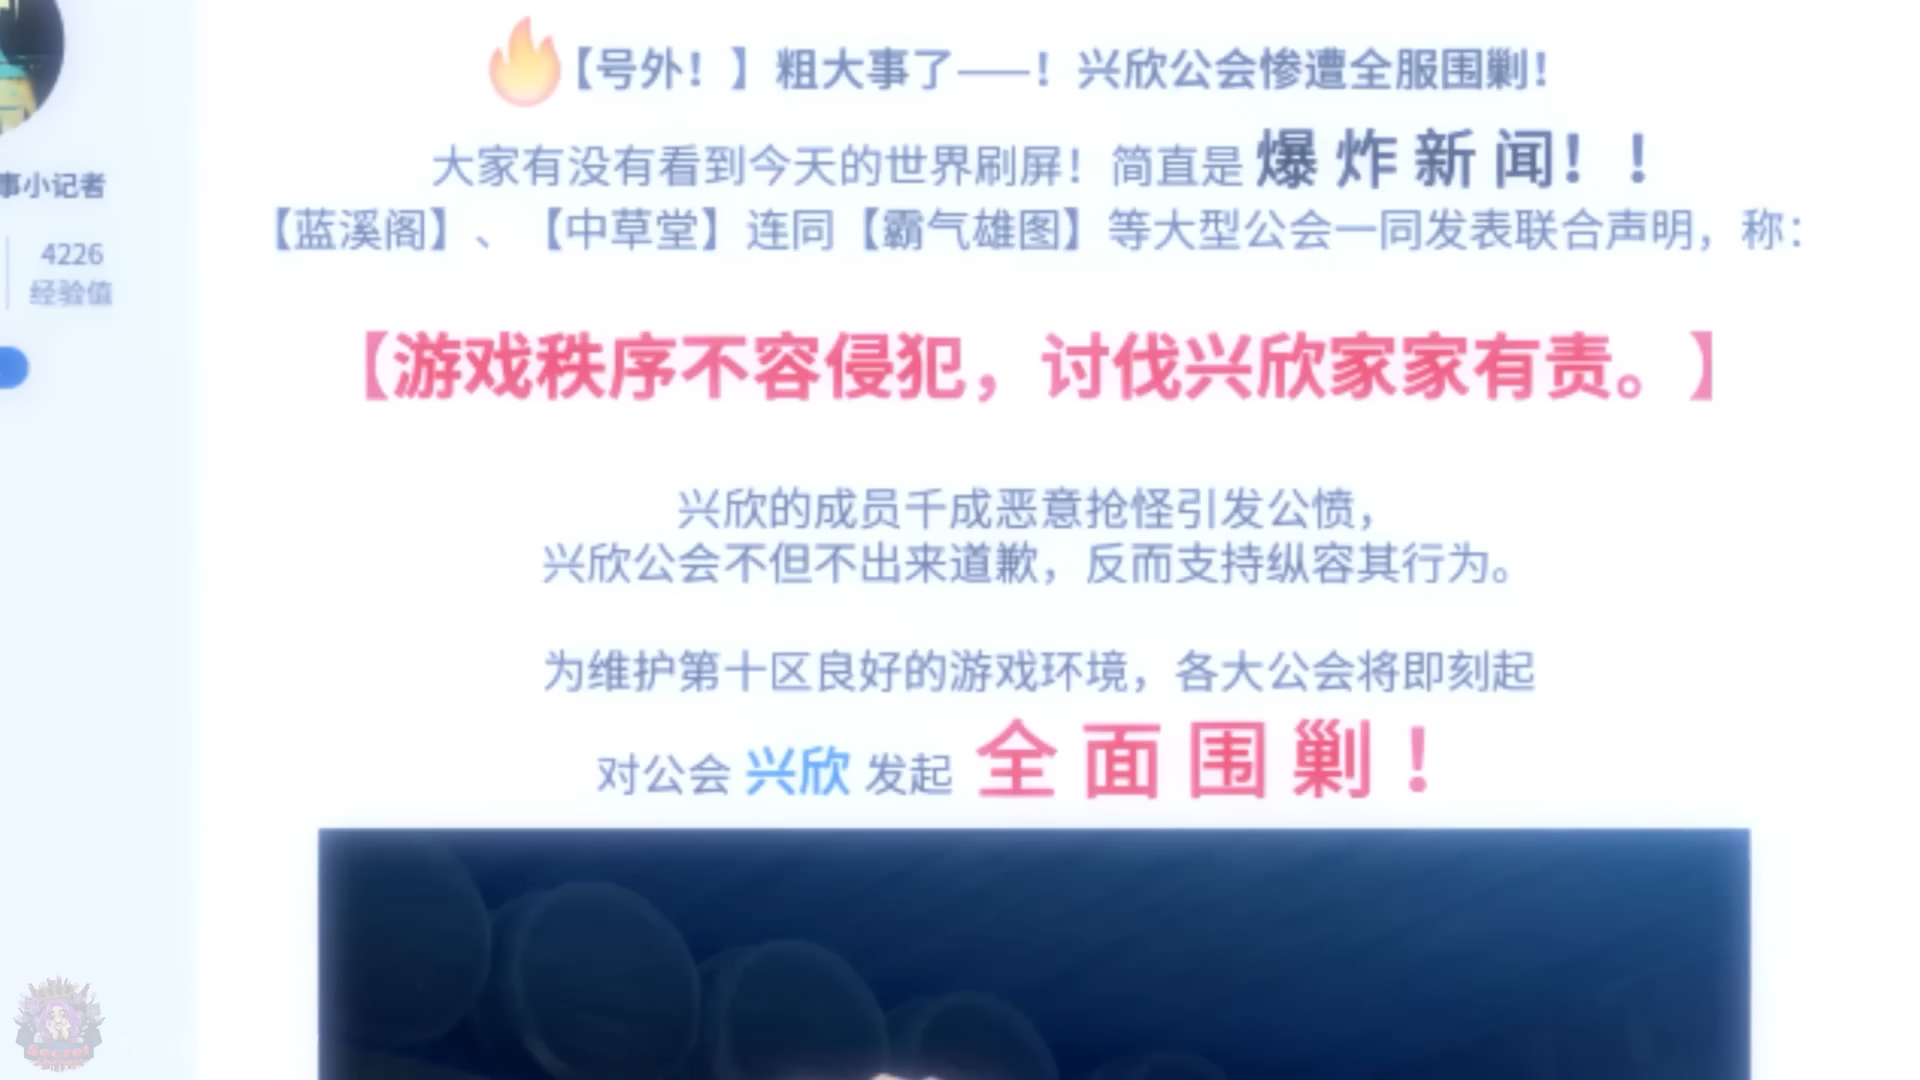 【号外！】粗大事了——！兴欣公会惨遭全服围剿！
大家有没有看到今天的世界刷屏！简直是 爆炸新闻！！
【蓝溪阁】、【中草堂】连同【霸气雄图】等大型公会一同发表联合声明，称：
【游戏秩序不容侵犯，讨伐兴欣家家有责。】
兴欣的成员千成恶意抢怪引发公愤，
兴欣公会不但不出来道歉，反而支持纵容其行为。
为维护第十区良好的游戏环境，各大公会将即刻起
对公会 兴欣 发起 全面围剿！
事小记者
4226
经验值
Secret